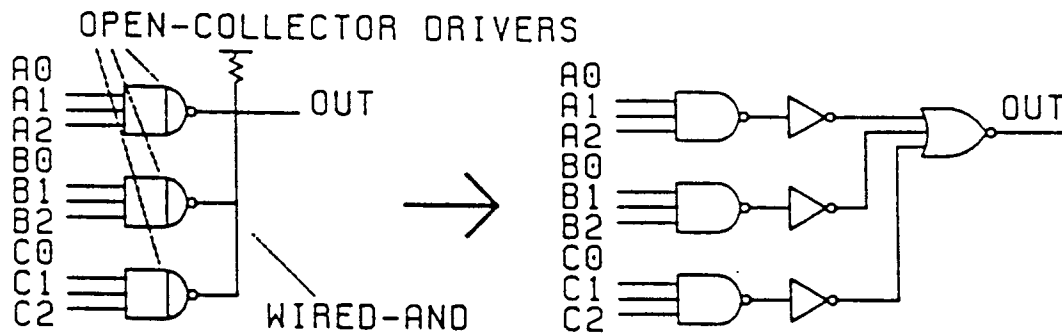 OPEN-COLLECTOR DRIVERS
A0
A1
A2
B0
B1
B2
C0
C1
C2
OUT
WIRED-AND
A0
A1
A2
B0
B1
B2
C0
C1
C2
OUT